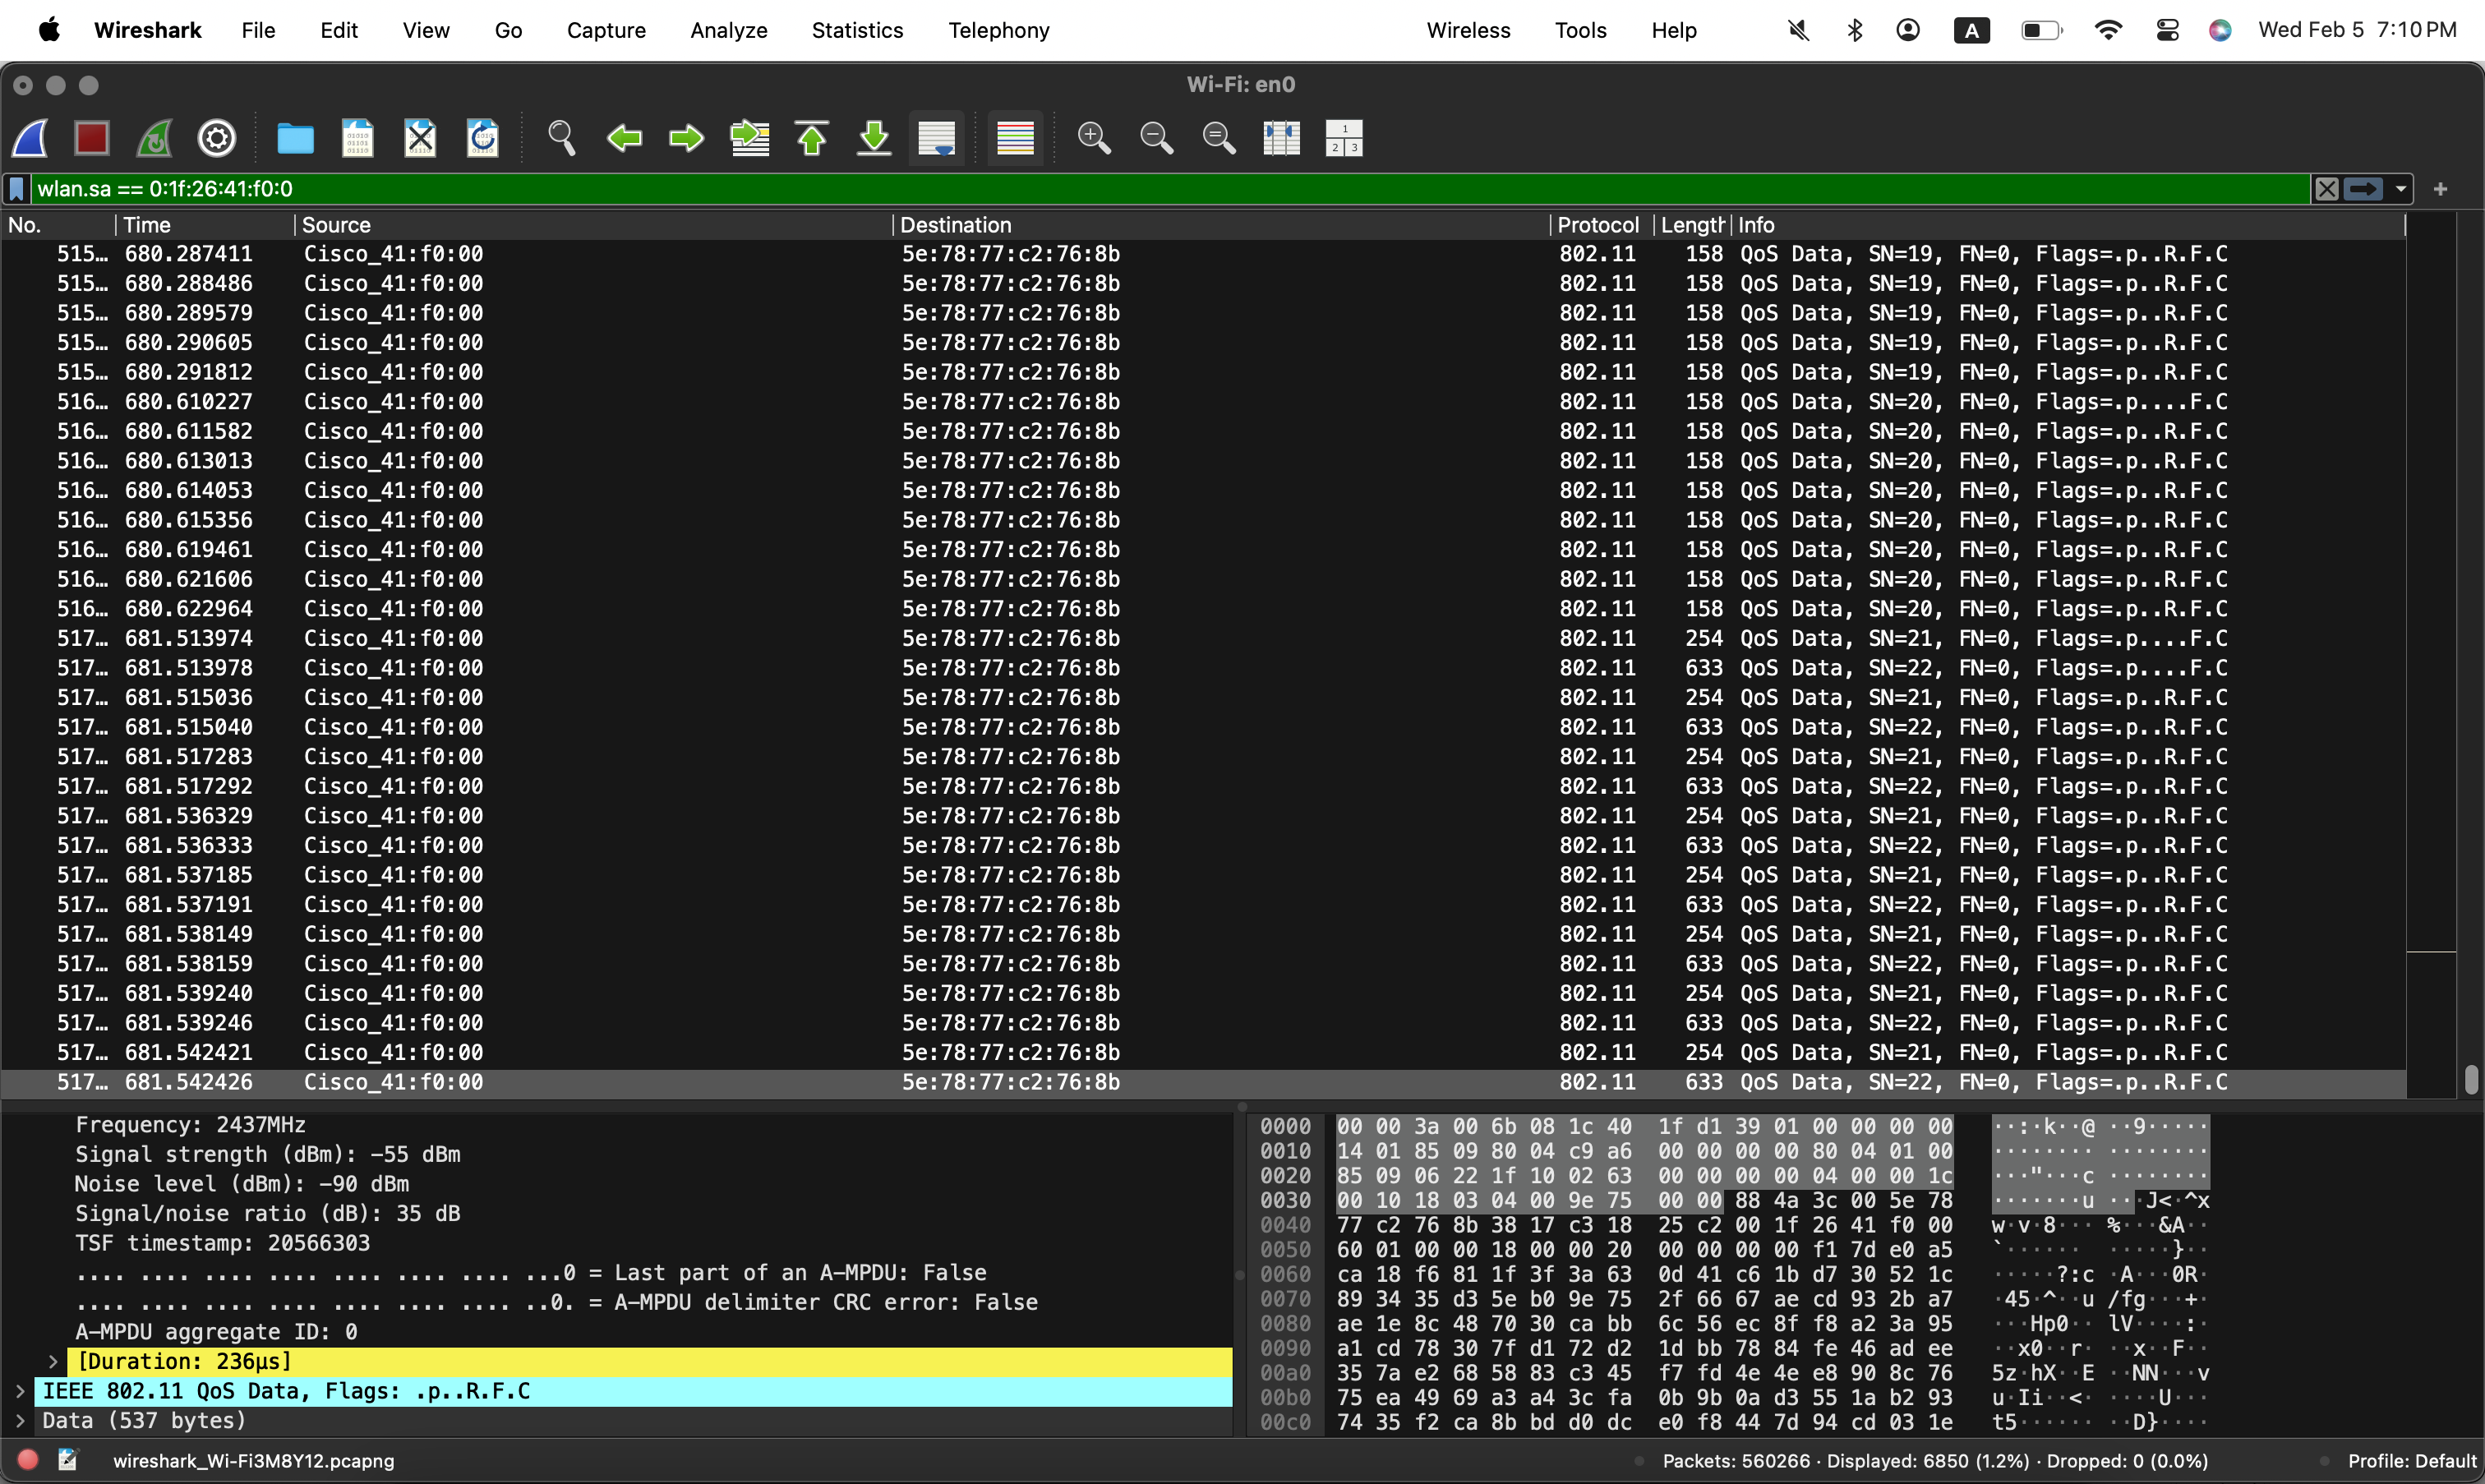 Wireshark File Edit View Go Capture Analyze Statistics Telephony Wireless Tools Help A Wed Feb 5 7:10 PM
Wi-Fi: en0
wlan.sa == 0:1f:26:41:f0:0
No. Time Source Destination Protocol Length Info
515… 680.287411 Cisco_41:f0:00 5e:78:77:c2:76:8b 802.11 158 QoS Data, SN=19, FN=0, Flags=.p..R.F.C
515… 680.288486 Cisco_41:f0:00 5e:78:77:c2:76:8b 802.11 158 QoS Data, SN=19, FN=0, Flags=.p..R.F.C
515… 680.289579 Cisco_41:f0:00 5e:78:77:c2:76:8b 802.11 158 QoS Data, SN=19, FN=0, Flags=.p..R.F.C
515… 680.290605 Cisco_41:f0:00 5e:78:77:c2:76:8b 802.11 158 QoS Data, SN=19, FN=0, Flags=.p..R.F.C
515… 680.291812 Cisco_41:f0:00 5e:78:77:c2:76:8b 802.11 158 QoS Data, SN=19, FN=0, Flags=.p..R.F.C
516… 680.610227 Cisco_41:f0:00 5e:78:77:c2:76:8b 802.11 158 QoS Data, SN=20, FN=0, Flags=.p....F.C
516… 680.611582 Cisco_41:f0:00 5e:78:77:c2:76:8b 802.11 158 QoS Data, SN=20, FN=0, Flags=.p..R.F.C
516… 680.613013 Cisco_41:f0:00 5e:78:77:c2:76:8b 802.11 158 QoS Data, SN=20, FN=0, Flags=.p..R.F.C
516… 680.614053 Cisco_41:f0:00 5e:78:77:c2:76:8b 802.11 158 QoS Data, SN=20, FN=0, Flags=.p..R.F.C
516… 680.615356 Cisco_41:f0:00 5e:78:77:c2:76:8b 802.11 158 QoS Data, SN=20, FN=0, Flags=.p..R.F.C
516… 680.619461 Cisco_41:f0:00 5e:78:77:c2:76:8b 802.11 158 QoS Data, SN=20, FN=0, Flags=.p..R.F.C
516… 680.621606 Cisco_41:f0:00 5e:78:77:c2:76:8b 802.11 158 QoS Data, SN=20, FN=0, Flags=.p..R.F.C
516… 680.622964 Cisco_41:f0:00 5e:78:77:c2:76:8b 802.11 158 QoS Data, SN=20, FN=0, Flags=.p..R.F.C
517… 681.513974 Cisco_41:f0:00 5e:78:77:c2:76:8b 802.11 254 QoS Data, SN=21, FN=0, Flags=.p....F.C
517… 681.513978 Cisco_41:f0:00 5e:78:77:c2:76:8b 802.11 633 QoS Data, SN=22, FN=0, Flags=.p....F.C
517… 681.515036 Cisco_41:f0:00 5e:78:77:c2:76:8b 802.11 254 QoS Data, SN=21, FN=0, Flags=.p..R.F.C
517… 681.515040 Cisco_41:f0:00 5e:78:77:c2:76:8b 802.11 633 QoS Data, SN=22, FN=0, Flags=.p..R.F.C
517… 681.517283 Cisco_41:f0:00 5e:78:77:c2:76:8b 802.11 254 QoS Data, SN=21, FN=0, Flags=.p..R.F.C
517… 681.517292 Cisco_41:f0:00 5e:78:77:c2:76:8b 802.11 633 QoS Data, SN=22, FN=0, Flags=.p..R.F.C
517… 681.536329 Cisco_41:f0:00 5e:78:77:c2:76:8b 802.11 254 QoS Data, SN=21, FN=0, Flags=.p..R.F.C
517… 681.536333 Cisco_41:f0:00 5e:78:77:c2:76:8b 802.11 633 QoS Data, SN=22, FN=0, Flags=.p..R.F.C
517… 681.537185 Cisco_41:f0:00 5e:78:77:c2:76:8b 802.11 254 QoS Data, SN=21, FN=0, Flags=.p..R.F.C
517… 681.537191 Cisco_41:f0:00 5e:78:77:c2:76:8b 802.11 633 QoS Data, SN=22, FN=0, Flags=.p..R.F.C
517… 681.538149 Cisco_41:f0:00 5e:78:77:c2:76:8b 802.11 254 QoS Data, SN=21, FN=0, Flags=.p..R.F.C
517… 681.538159 Cisco_41:f0:00 5e:78:77:c2:76:8b 802.11 633 QoS Data, SN=22, FN=0, Flags=.p..R.F.C
517… 681.539240 Cisco_41:f0:00 5e:78:77:c2:76:8b 802.11 254 QoS Data, SN=21, FN=0, Flags=.p..R.F.C
517… 681.539246 Cisco_41:f0:00 5e:78:77:c2:76:8b 802.11 633 QoS Data, SN=22, FN=0, Flags=.p..R.F.C
517… 681.542421 Cisco_41:f0:00 5e:78:77:c2:76:8b 802.11 254 QoS Data, SN=21, FN=0, Flags=.p..R.F.C
517… 681.542426 Cisco_41:f0:00 5e:78:77:c2:76:8b 802.11 633 QoS Data, SN=22, FN=0, Flags=.p..R.F.C
Frequency: 2437MHz
Signal strength (dBm): -55 dBm
Noise level (dBm): -90 dBm
Signal/noise ratio (dB): 35 dB
TSF timestamp: 20566303
.... .... .... .... .... .... .... ...0 = Last part of an A-MPDU: False
.... .... .... .... .... .... .... ..0. = A-MPDU delimiter CRC error: False
A-MPDU aggregate ID: 0
[Duration: 236µs]
IEEE 802.11 QoS Data, Flags: .p..R.F.C
Data (537 bytes)
0000 00 00 3a 00 6b 08 1c 40 1f d1 39 01 00 00 00 00 ··:·k··@ ··9·····
0010 14 01 85 09 80 04 c9 a6 00 00 00 00 80 04 01 00 ········ ········
0020 85 09 06 22 1f 10 02 63 00 00 00 00 04 00 00 1c ···"···c ········
0030 00 10 18 03 04 00 9e 75 00 00 88 4a 3c 00 5e 78 ·······u ···J<·^x
0040 77 c2 76 8b 38 17 c3 18 25 c2 00 1f 26 41 f0 00 w·v·8··· %···&A··
0050 60 01 00 00 18 00 00 20 00 00 00 00 f1 7d e0 a5 `······  ·····}··
0060 ca 18 f6 81 1f 3f 3a 63 0d 41 c6 1b d7 30 52 1c ·····?:c ·A···0R·
0070 89 34 35 d3 5e b0 9e 75 2f 66 67 ae cd 93 2b a7 ·45·^··u /fg···+·
0080 ae 1e 8c 48 70 30 ca bb 6c 56 ec 8f f8 a2 3a 95 ···Hp0·· lV····:·
0090 a1 cd 78 30 7f d1 72 d2 1d bb 78 84 fe 46 ad ee ··x0··r· ··x··F··
00a0 35 7a e2 68 58 83 c3 45 f7 fd 4e 4e e8 90 8c 76 5z·hX··E ··NN···v
00b0 75 ea 49 69 a3 a4 3c fa 0b 9b 0a d3 55 1a b2 93 u·Ii··<· ····U···
00c0 74 35 f2 ca 8b bd d0 dc e0 f8 44 7d 94 cd 03 1e t5······ ··D}····
wireshark_Wi-Fi3M8Y12.pcapng Packets: 560266 · Displayed: 6850 (1.2%) · Dropped: 0 (0.0%) Profile: Default